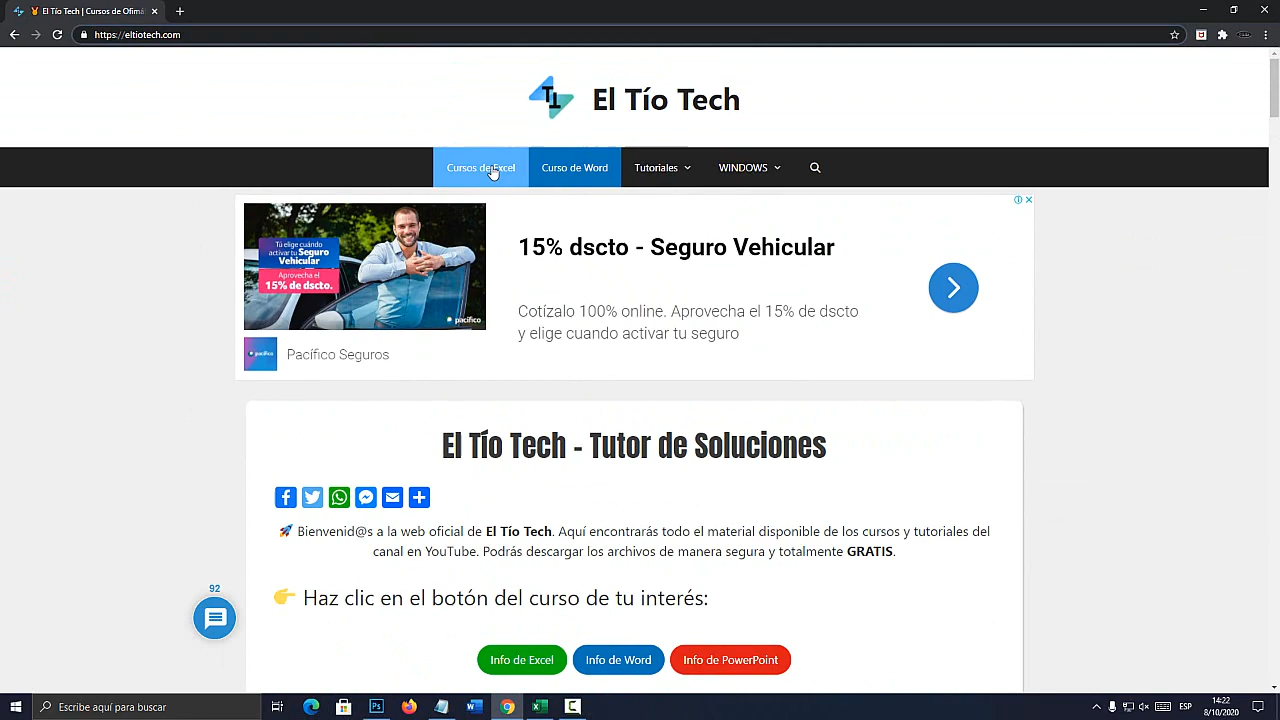 El Tío Tech | Cursos de Ofimá
https://eltiotech.com
El Tío Tech
Cursos de Excel
Curso de Word
Tutoriales
WINDOWS
Tú elige cuándo
activar tu Seguro
Vehicular
Aprovecha el
15% de dscto.
pacífico
15% dscto - Seguro Vehicular
Cotízalo 100% online. Aprovecha el 15% de dscto
y elige cuando activar tu seguro
pacífico
Pacífico Seguros
El Tío Tech - Tutor de Soluciones
Bienvenid@s a la web oficial de El Tío Tech. Aquí encontrarás todo el material disponible de los cursos y tutoriales del
canal en YouTube. Podrás descargar los archivos de manera segura y totalmente GRATIS.
92
Haz clic en el botón del curso de tu interés:
Info de Excel
Info de Word
Info de PowerPoint
Escribe aquí para buscar
ESP
14:22
8/10/2020